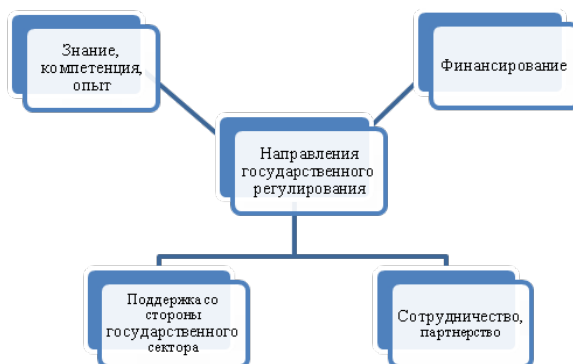 Знание,
компетенция,
опыт
Финансирование
Направления
государственного
регулирования
Поддержка со
стороны
государственного
сектора
Сотрудничество,
партнерство